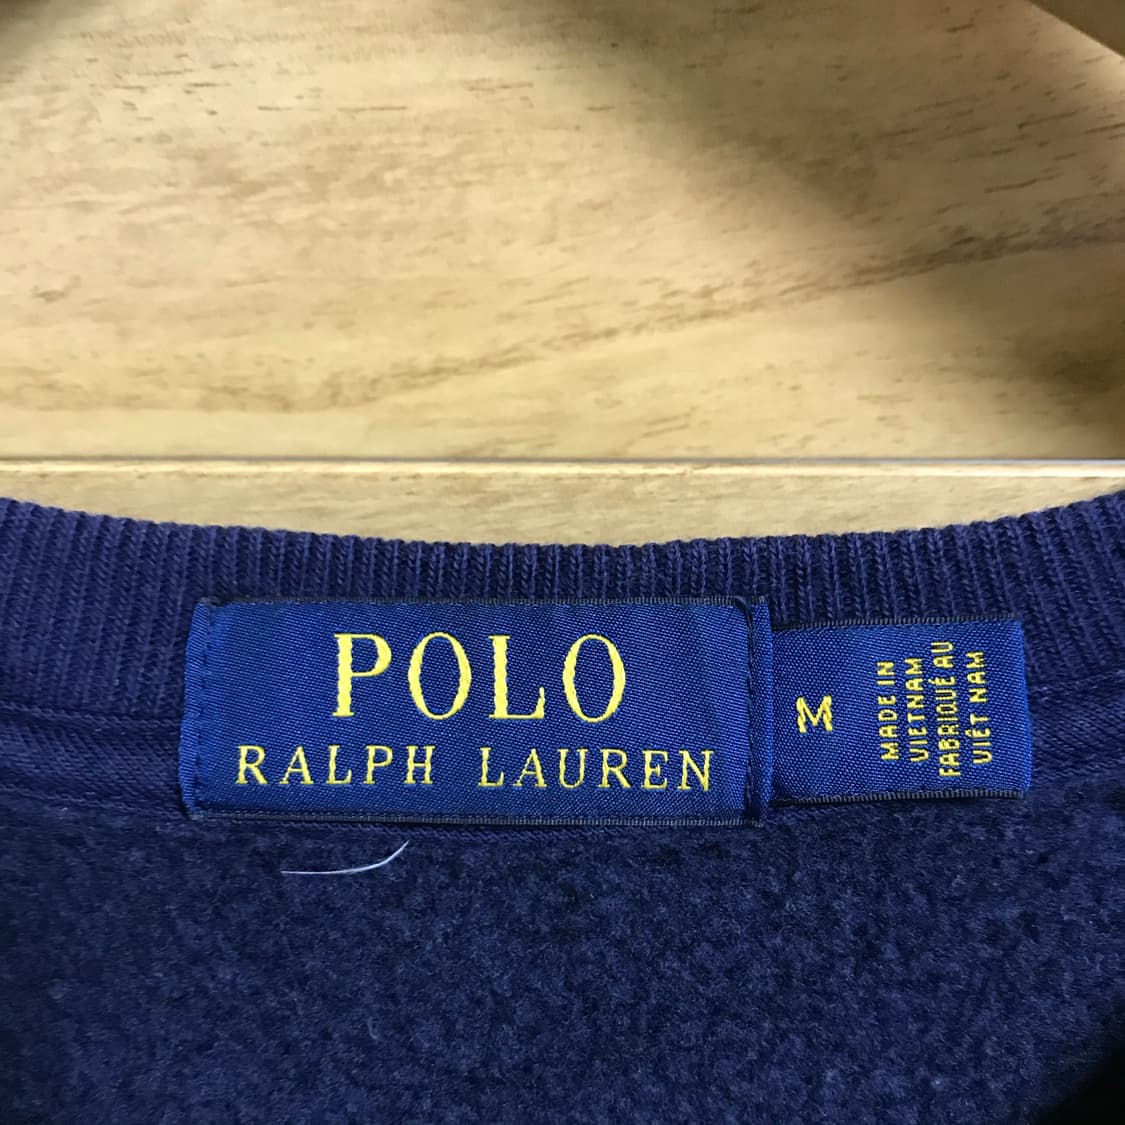 POLO
RALPH LAUREN
M
MADE IN
VIETNAM
FABRIQUÉ AU
VIÊT NAM